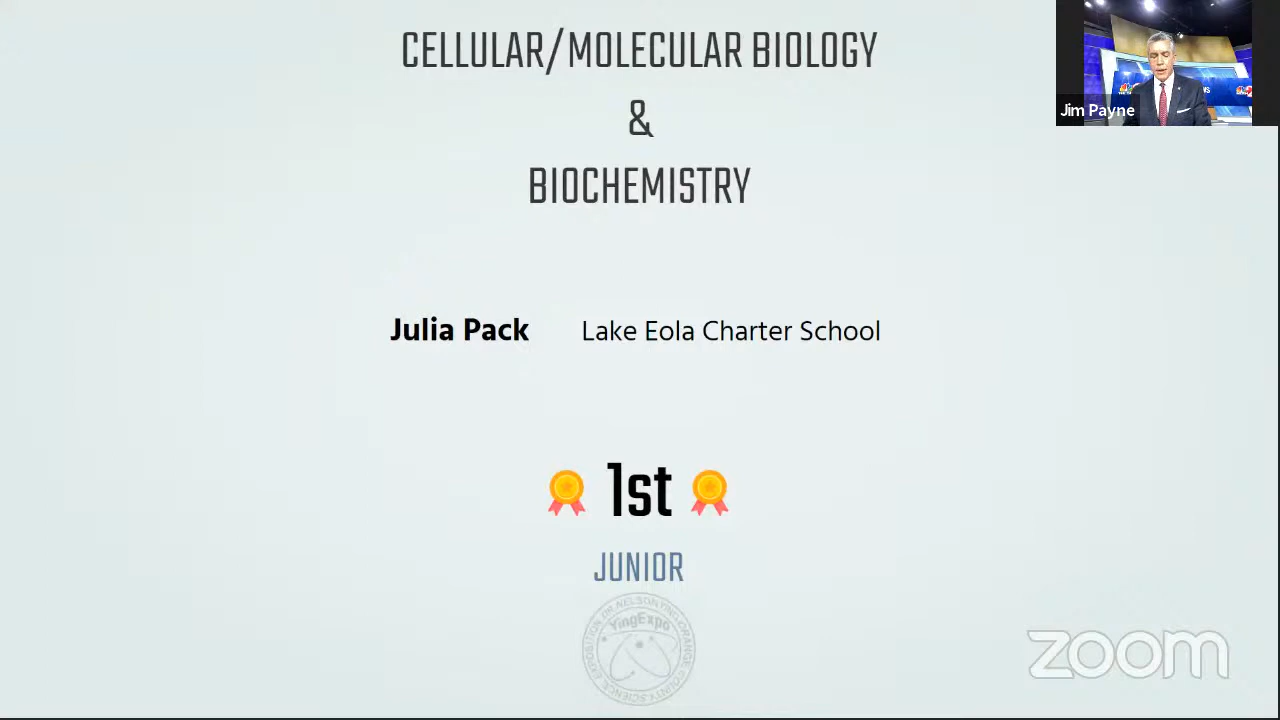 CELLULAR/MOLECULAR BIOLOGY
Jim Payne
&
BIOCHEMISTRY
Julia Pack Lake Eola Charter School
1st
JUNIOR
YingExpo
zoom